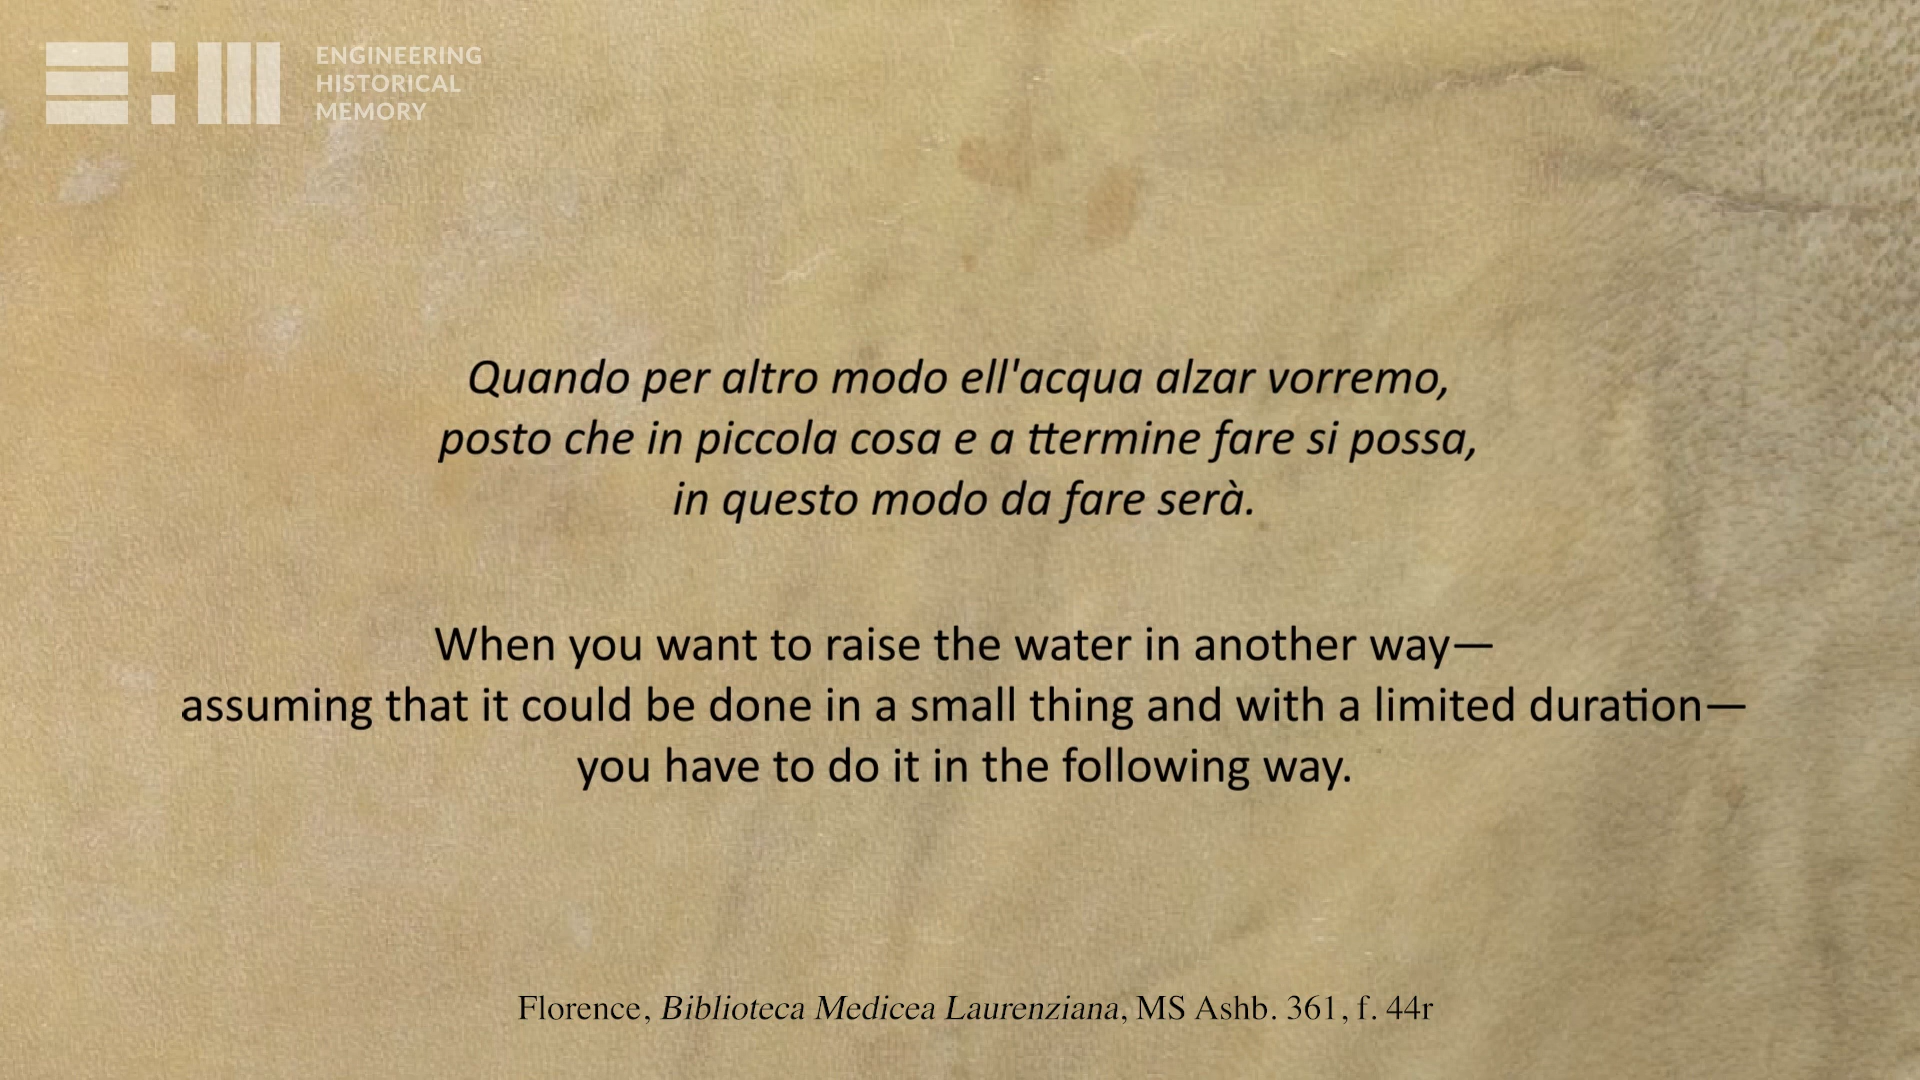 ENGINEERING
HISTORICAL
MEMORY
Quando per altro modo ell'acqua alzar vorremo,
posto che in piccola cosa e a ttermine fare si possa,
in questo modo da fare serà.
When you want to raise the water in another way—
assuming that it could be done in a small thing and with a limited duration—
you have to do it in the following way.
Florence, Biblioteca Medicea Laurenziana, MS Ashb. 361, f. 44r